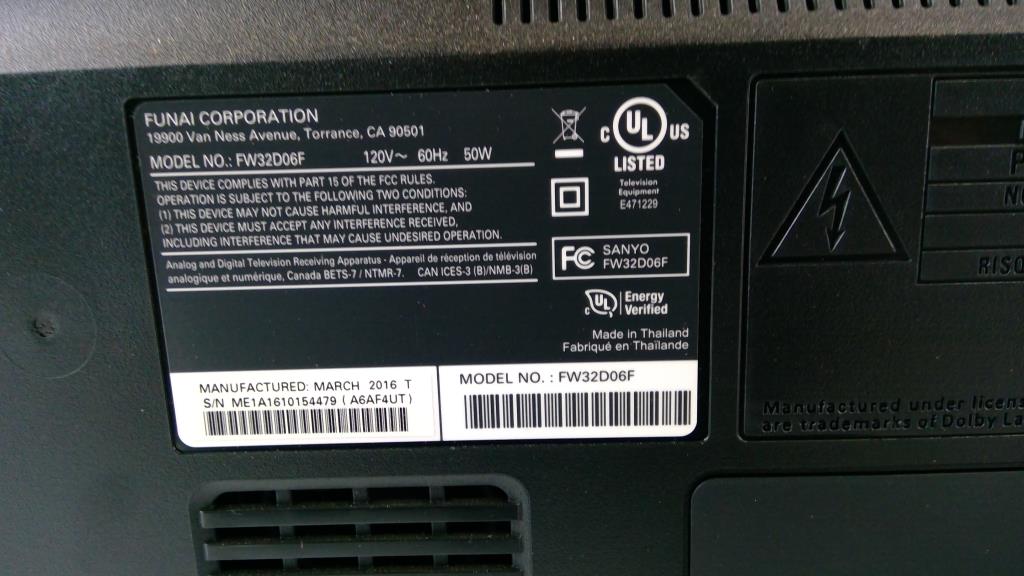 FUNAI CORPORATION
19900 Van Ness Avenue, Torrance, CA 90501
MODEL NO.: FW32D06F 120V~ 60Hz 50W
THIS DEVICE COMPLIES WITH PART 15 OF THE FCC RULES.
OPERATION IS SUBJECT TO THE FOLLOWING TWO CONDITIONS:
(1) THIS DEVICE MAY NOT CAUSE HARMFUL INTERFERENCE, AND
(2) THIS DEVICE MUST ACCEPT ANY INTERFERENCE RECEIVED,
INCLUDING INTERFERENCE THAT MAY CAUSE UNDESIRED OPERATION.
Analog and Digital Television Receiving Apparatus - Appareil de réception de télévision
analogique et numérique, Canada BETS-7 / NTMR-7. CAN ICES-3 (B)/NMB-3(B)
C UL US
LISTED
Television
Equipment
E471229
FC SANYO
FW32D06F
C UL Energy
Verified
Made in Thailand
Fabriqué en Thaïlande
MANUFACTURED: MARCH 2016 T
S/N ME1A1610154479 ( A6AF4UT )
MODEL NO. : FW32D06F
Manufactured under
are trademarks of Dolby